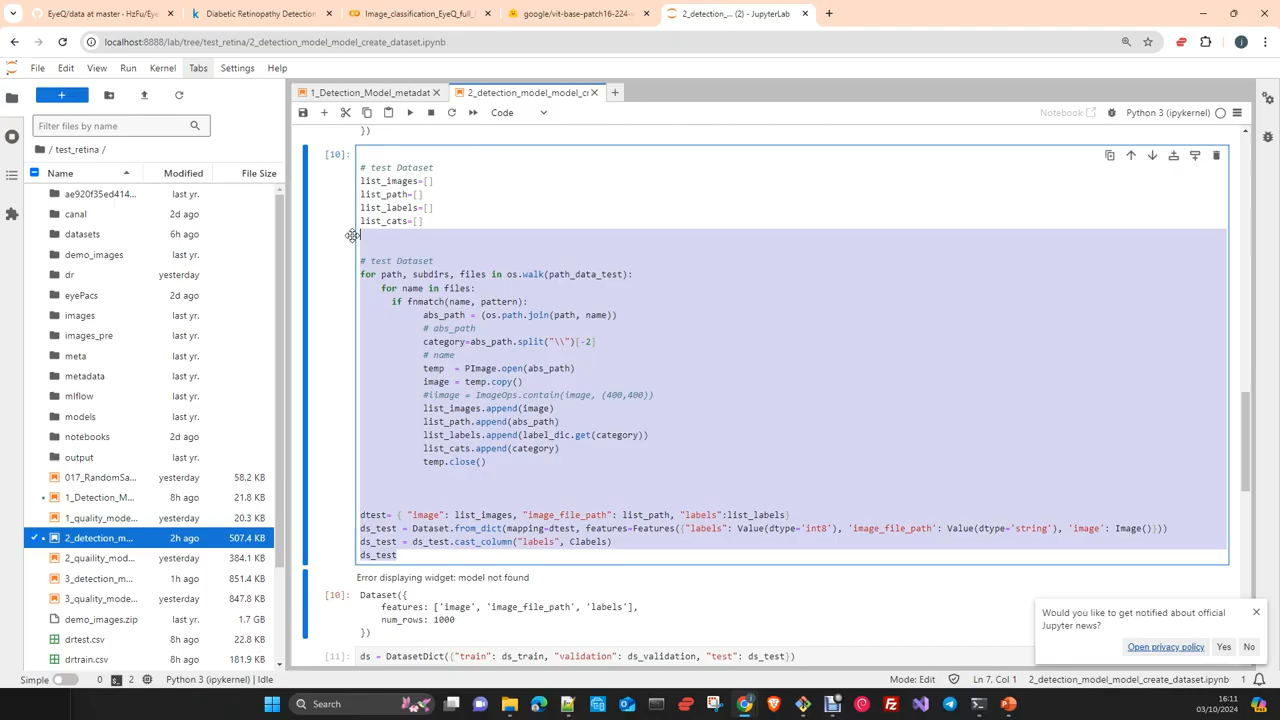 EyeQ/data at master · HzFu/Eye
Diabetic Retinopathy Detection
Image_classification_EyeQ_full_
google/vit-base-patch16-224-
2_detection_... (2) - JupyterLab
localhost:8888/lab/tree/test_retina/2_detection_model_model_create_dataset.ipynb
File Edit View Run Kernel Tabs Settings Help
1_Detection_Model_metadat
2_detection_model_model_cr
Code
Notebook
Python 3 (ipykernel)
Filter files by name
/ test_retina /
Name Modified File Size
ae920f35ed414... last yr.
canal 2d ago
datasets 6h ago
demo_images last yr.
dr yesterday
eyePacs last yr.
images last yr.
images_pre last yr.
meta last yr.
metadata last yr.
mlflow last yr.
models last yr.
notebooks last yr.
output last yr.
017_RandomSa... yesterday 58.2 KB
1_Detection_M... 8h ago 21.8 KB
1_quality_mode... yesterday 20.3 KB
2_detection_m... 2h ago 507.4 KB
2_quaility_mod... yesterday 384.1 KB
3_detection_m... 1h ago 851.4 KB
3_quality_mode... yesterday 847.8 KB
demo_images.zip yesterday 1.7 GB
drtest.csv 8h ago 22.8 KB
drtrain.csv 8h ago 181.9 KB
})
[10]:
# test Dataset
list_images=[]
list_path=[]
list_labels=[]
list_cats=[]
# test Dataset
for path, subdirs, files in os.walk(path_data_test):
for name in files:
if fnmatch(name, pattern):
abs_path = (os.path.join(path, name))
# abs_path
category=abs_path.split("\\")[-2]
# name
temp = PImage.open(abs_path)
image = temp.copy()
#iimage = ImageOps.contain(image, (400,400))
list_images.append(image)
list_path.append(abs_path)
list_labels.append(label_dic.get(category))
list_cats.append(category)
temp.close()
dtest= { "image": list_images, "image_file_path": list_path, "labels":list_labels}
ds_test = Dataset.from_dict(mapping=dtest, features=Features({"labels": Value(dtype='int8'), 'image_file_path': Value(dtype='string'), 'image': Image()}))
ds_test = ds_test.cast_column("labels", Clabels)
ds_test
Error displaying widget: model not found
[10]: Dataset({
features: ['image', 'image_file_path', 'labels'],
num_rows: 1000
})
[11]: ds = DatasetDict({"train": ds_train, "validation": ds_validation, "test": ds_test})
Would you like to get notified about official
Jupyter news?
Open privacy policy Yes No
Simple 0 2 Python 3 (ipykernel) | Idle
Mode: Edit Ln 7, Col 1 2_detection_model_model_create_dataset.ipynb 1
Search
16:11
03/10/2024